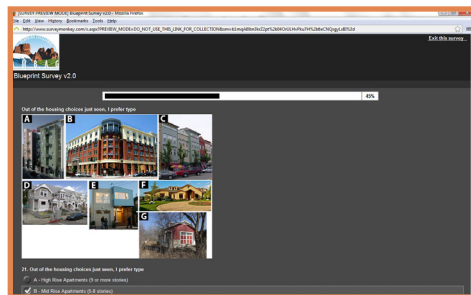 [SURVEY PREVIEW MODE] Blueprint Survey v2.0 - Mozilla Firefox
File Edit View History Bookmarks Tools Help
Exit this survey
Blueprint Survey v2.0
45%
Out of the housing choices just seen, I prefer type
A B C
D E F
G
21. Out of the housing choices just seen, I prefer type
A - High Rise Apartments (9 or more stories)
B - Mid Rise Apartments (5-8 stories)